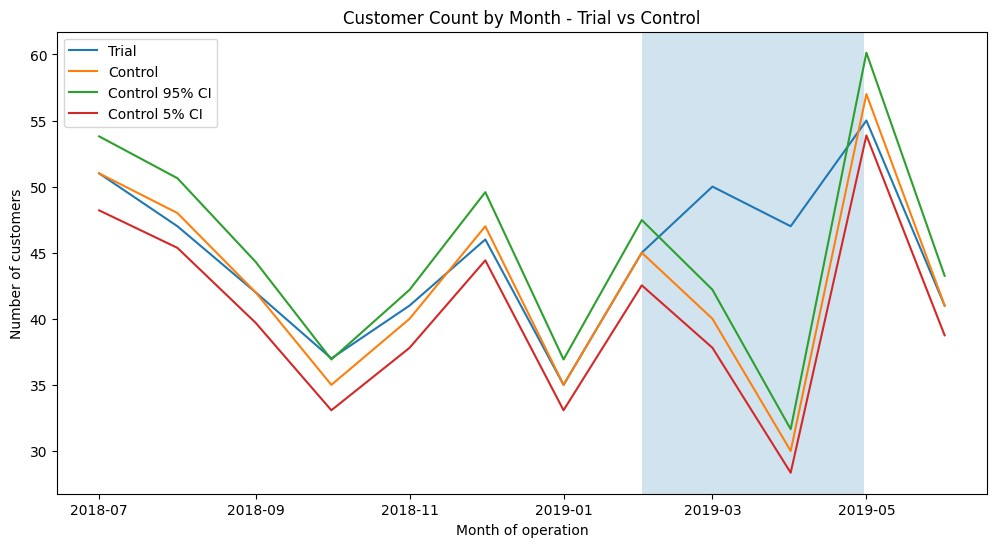 Customer Count by Month - Trial vs Control
Trial
Control
Control 95% CI
Control 5% CI
Number of customers
60
55
50
45
40
35
30
2018-07 2018-09 2018-11 2019-01 2019-03 2019-05
Month of operation